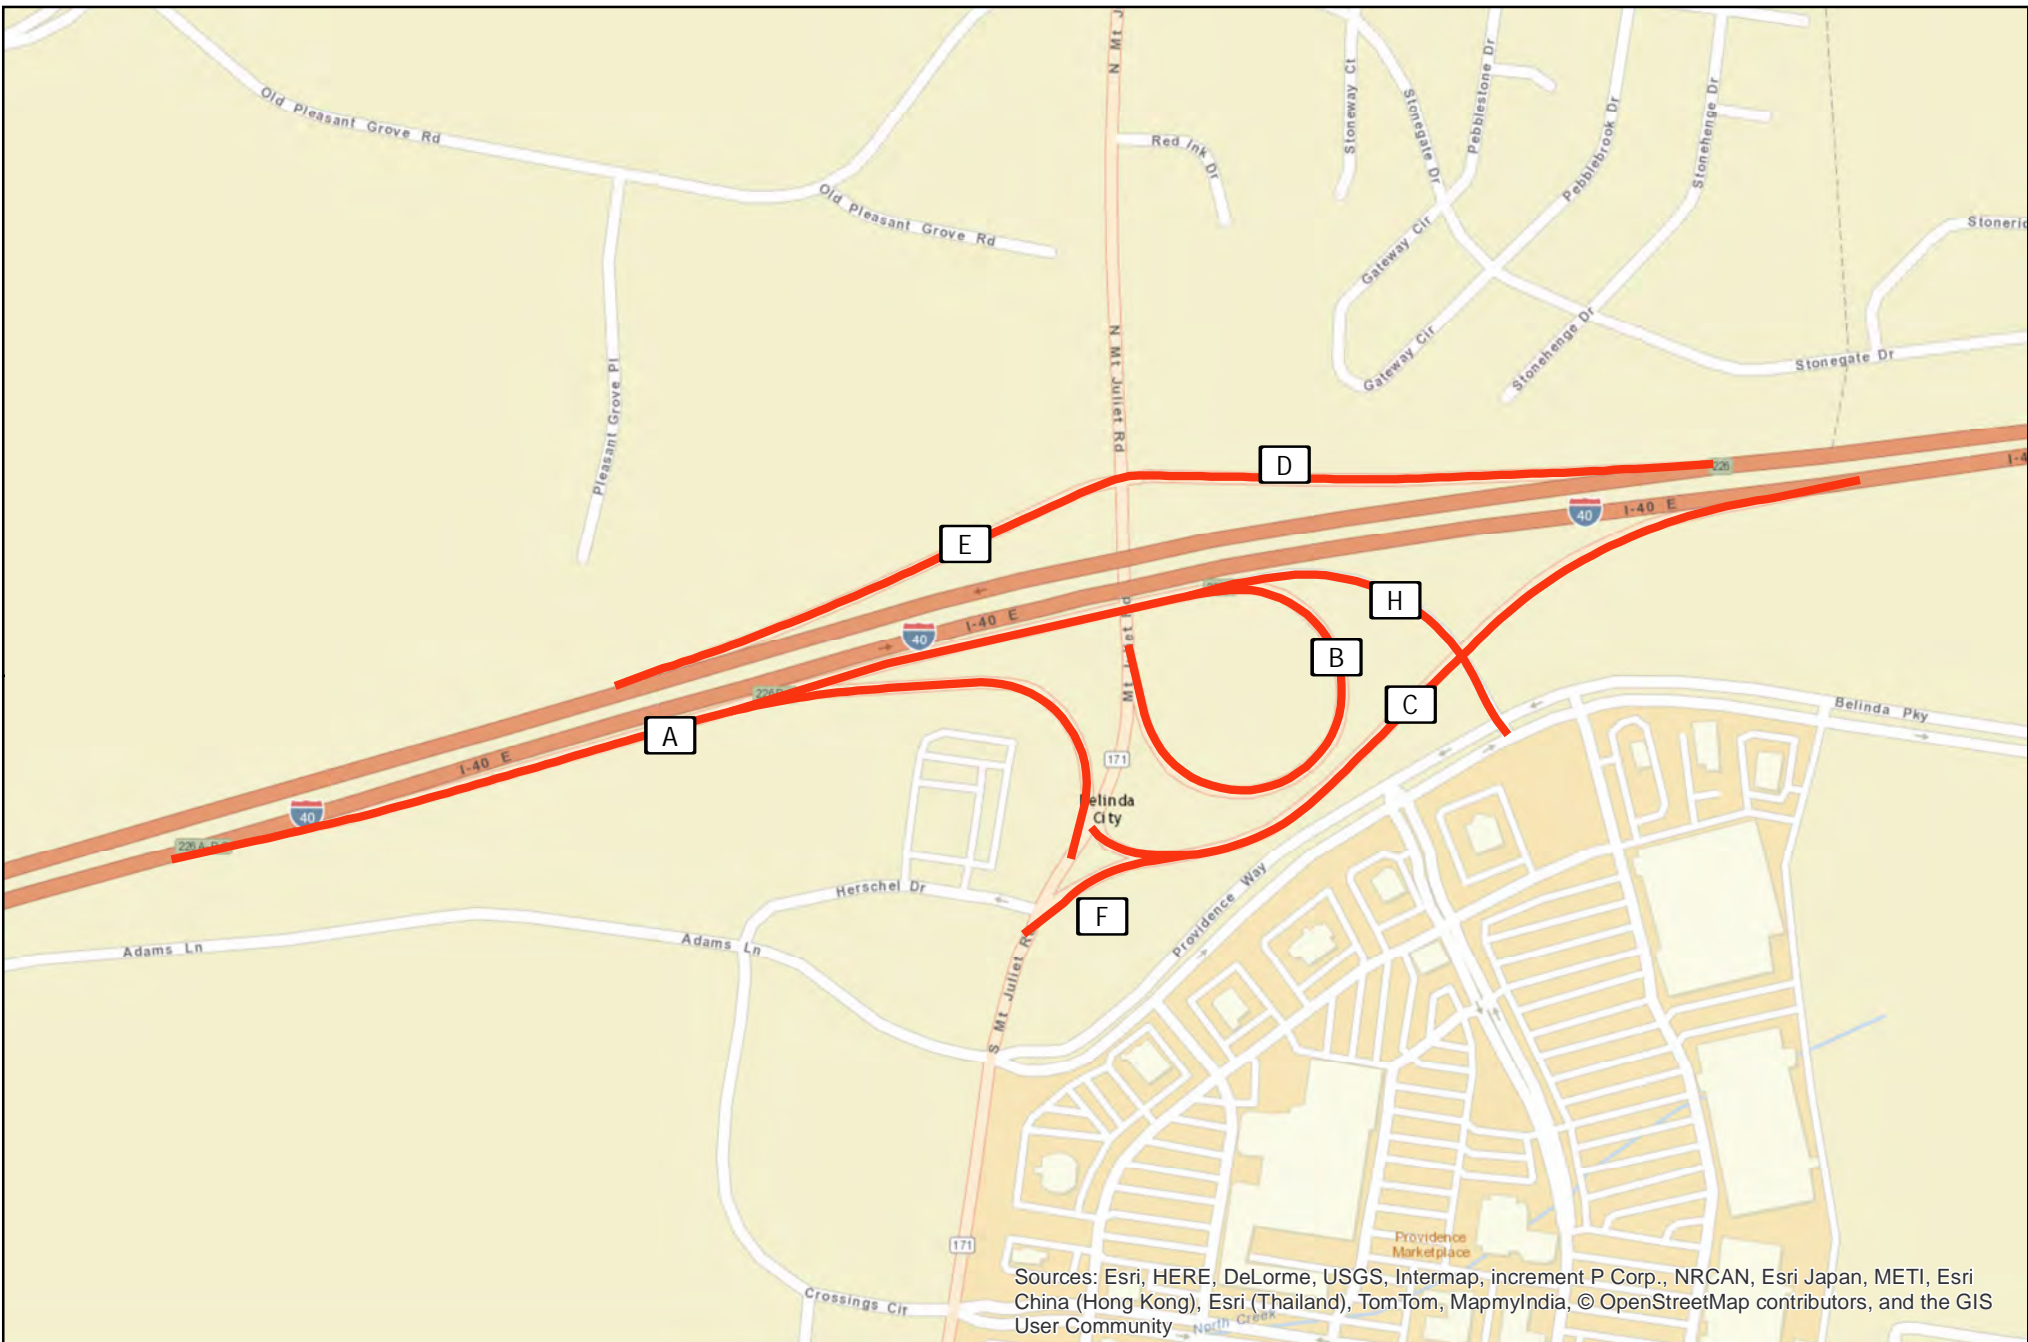 N Mt J
Old Pleasant Grove Rd
Old Pleasant Grove Rd
Pleasant Grove Pl
Red Ink Dr
Stoneway Ct
Stonegate Dr
Pebblestone Dr
Pebblebrook Dr
Stonehenge Dr
Gateway Cir
Gateway Cir
Stonehenge Dr
Stonegate Dr
Stoneric
N Mt Juliet Rd
D
226
I-40 E
40
I-4
E
H
I-40 E
40
B
C
A
226
I-40 E
40
226 A
171
Belinda
City
Belinda Pky
Herschel Dr
F
Providence Way
Adams Ln
Adams Ln
S Mt Juliet R
171
Crossings Cir
Providence
Marketplace
North Creek
Sources: Esri, HERE, DeLorme, USGS, Intermap, increment P Corp., NRCAN, Esri Japan, METI, Esri
China (Hong Kong), Esri (Thailand), TomTom, MapmyIndia, © OpenStreetMap contributors, and the GIS
User Community